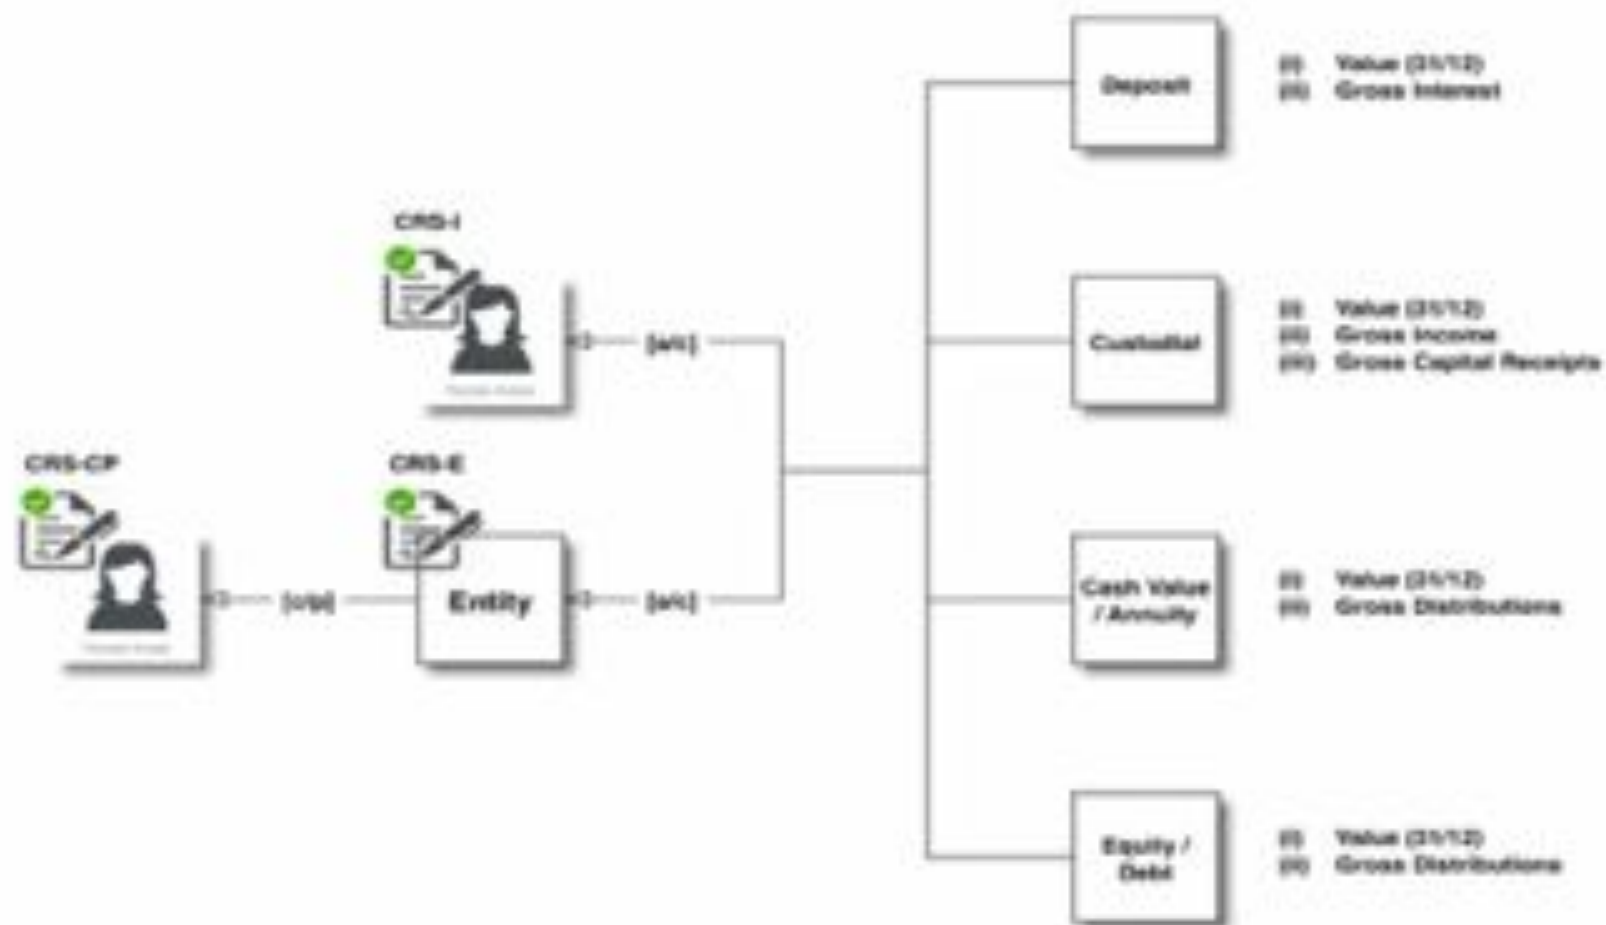 Deposit
(i) Value (31/12)
(ii) Gross Interest
CRS-I
[a/c]
Custodial
(i) Value (31/12)
(ii) Gross Income
(iii) Gross Capital Receipts
CRS-CP
CRS-E
[c/p]
Entity
[a/c]
Cash Value
/ Annuity
(i) Value (31/12)
(ii) Gross Distributions
Equity /
Debt
(i) Value (31/12)
(ii) Gross Distributions